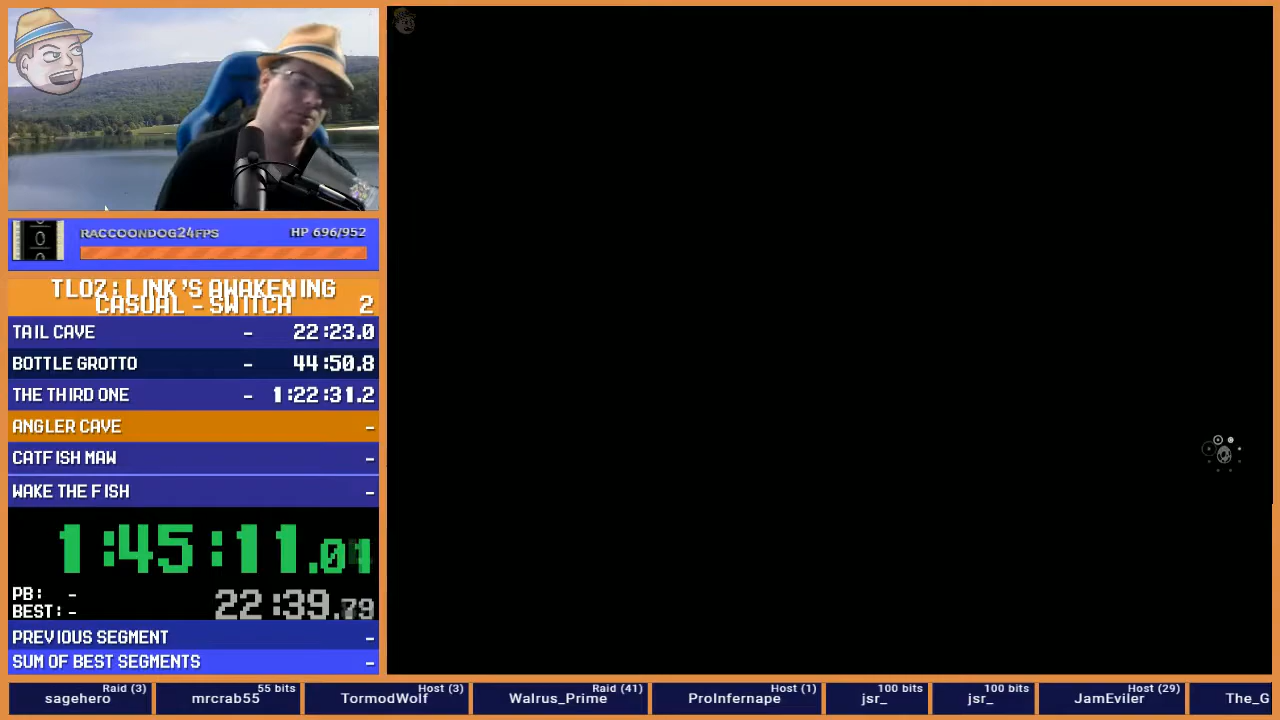 0
RACCOONDOG24FPS HP 696/952
TLOZ: LINK'S AWAKENING
CASUAL - SWITCH 2
TAIL CAVE - 22:23.0
BOTTLE GROTTO - 44:50.8
THE THIRD ONE - 1:22:31.2
ANGLER CAVE -
CATFISH MAW -
WAKE THE FISH -
1:45:11.01
PB: -
BEST: - 22:39.79
PREVIOUS SEGMENT -
SUM OF BEST SEGMENTS -
Raid (3) 55 bits Host (3) Raid (41) Host (1) 100 bits 100 bits Host (29)
sagehero mrcrab55 TormodWolf Walrus_Prime ProInfernape jsr_ jsr_ JamEviler The_G